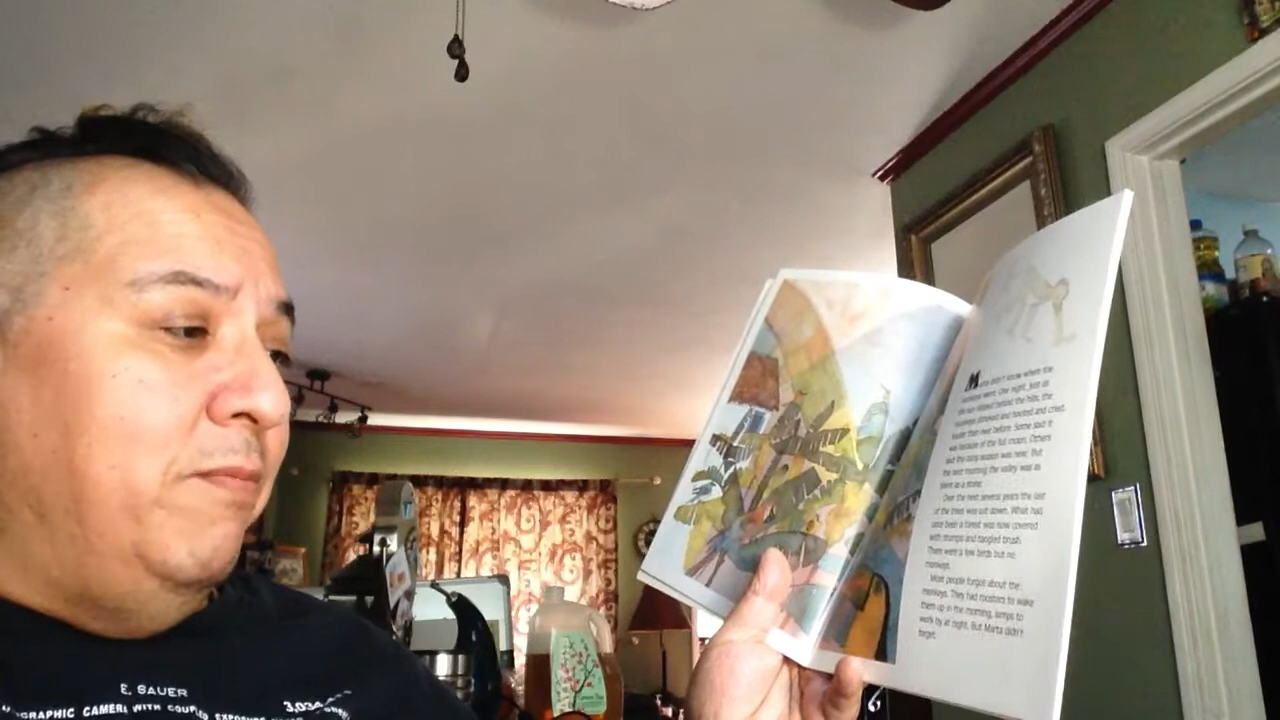 Marta didn't know where the
monkeys went. One night, just as
the sun slipped behind the hills, the
monkeys screeched and hooted and cried
louder than ever before. Some said it
was because of the full moon. Others
said the rainy season was near. But
the next morning the valley was as
silent as a stone.
Over the next several years the last
of the trees was cut down. What had
once been a forest was now covered
with stumps and tangled brush.
There were a few birds but no
monkeys.
Most people forgot about the
monkeys. They had roosters to wake
them up in the morning, lamps to
work by at night. But Marta didn't
forget.
E. SAUER
3,034
GRAPHIC CAMERA WITH COUPLED EXPOSURE